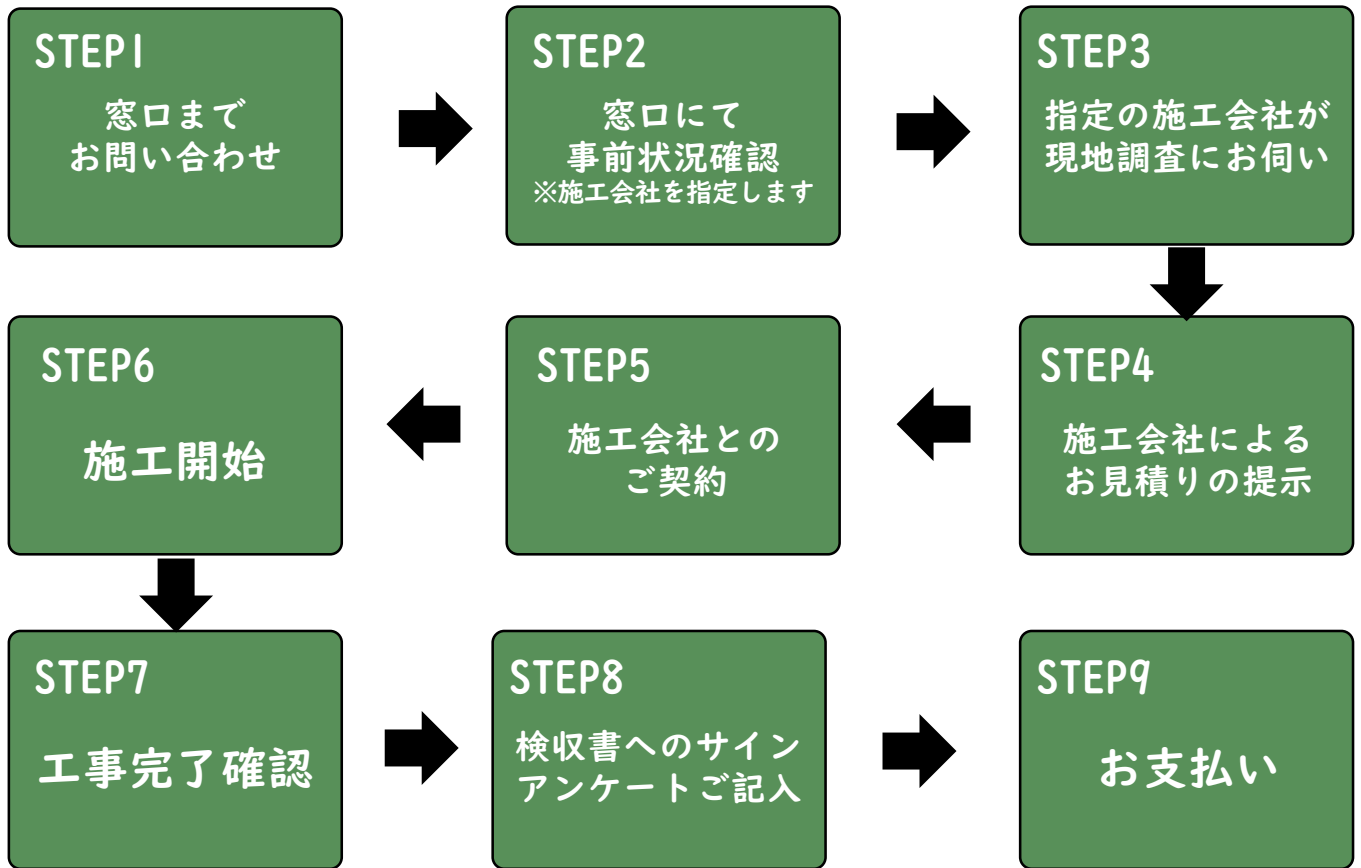 STEP1
窓口まで
お問い合わせ
STEP2
窓口にて
事前状況確認
※施工会社を指定します
STEP3
指定の施工会社が
現地調査にお伺い
STEP4
施工会社による
お見積りの提示
STEP5
施工会社との
ご契約
STEP6
施工開始
STEP7
工事完了確認
STEP8
検収書へのサイン
アンケートご記入
STEP9
お支払い